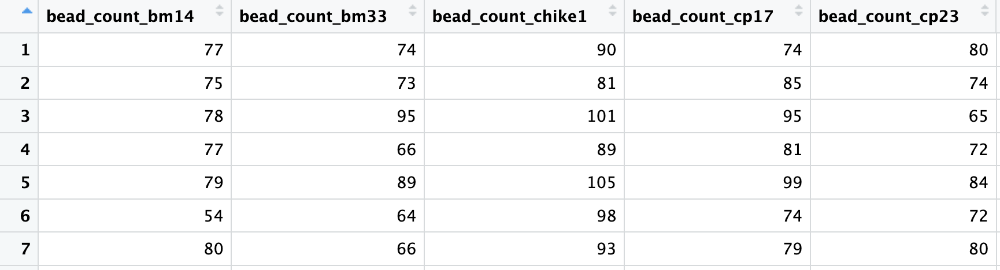 bead_count_bm14 bead_count_bm33 bead_count_chike1 bead_count_cp17 bead_count_cp23
1 77 74 90 74 80
2 75 73 81 85 74
3 78 95 101 95 65
4 77 66 89 81 72
5 79 89 105 99 84
6 54 64 98 74 72
7 80 66 93 79 80